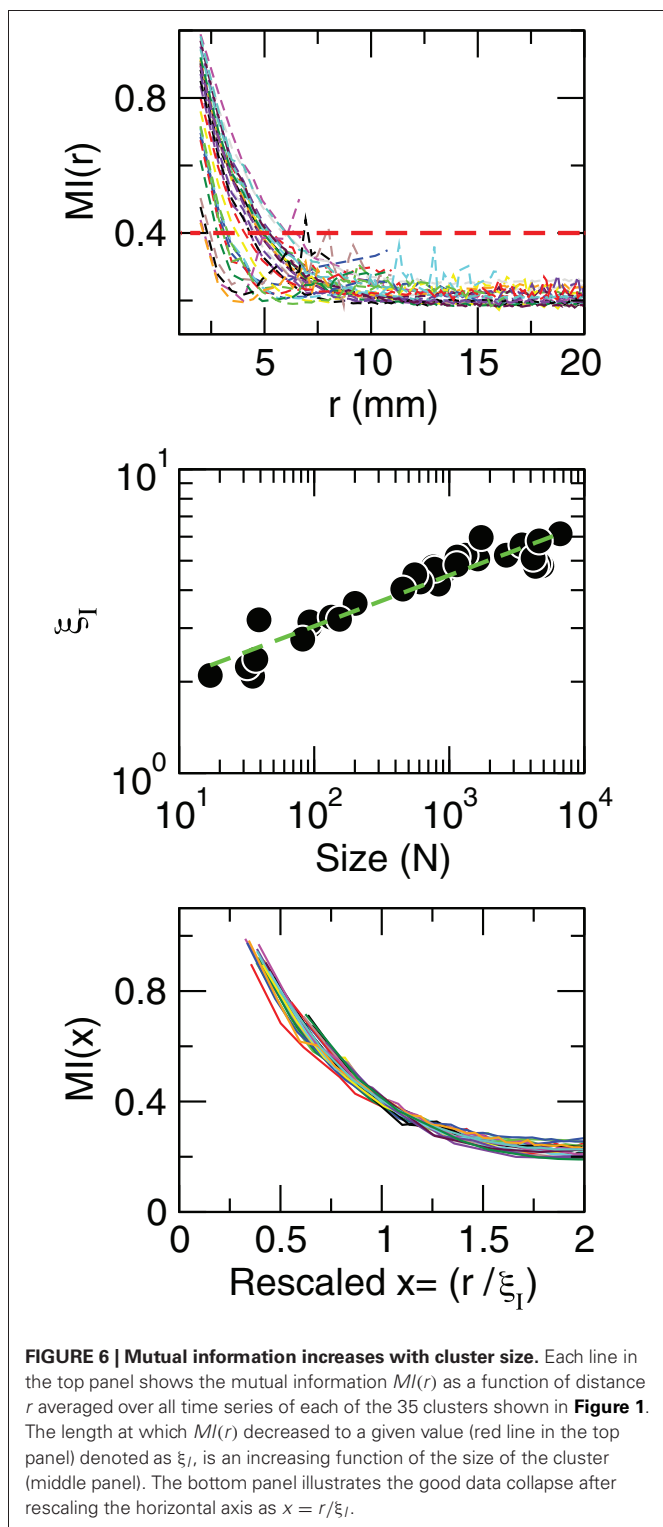 MI(r)
0.8
0.4
5
10
15
20
r (mm)
ξI
10^1
10^0
10^1
10^2
10^3
10^4
Size (N)
MI(x)
0.8
0.4
0
0
0.5
1
1.5
2
Rescaled x= (r /ξI)
FIGURE 6 | Mutual information increases with cluster size. Each line in
the top panel shows the mutual information MI(r) as a function of distance
r averaged over all time series of each of the 35 clusters shown in Figure 1.
The length at which MI(r) decreased to a given value (red line in the top
panel) denoted as ξI, is an increasing function of the size of the cluster
(middle panel). The bottom panel illustrates the good data collapse after
rescaling the horizontal axis as x = r/ξI.